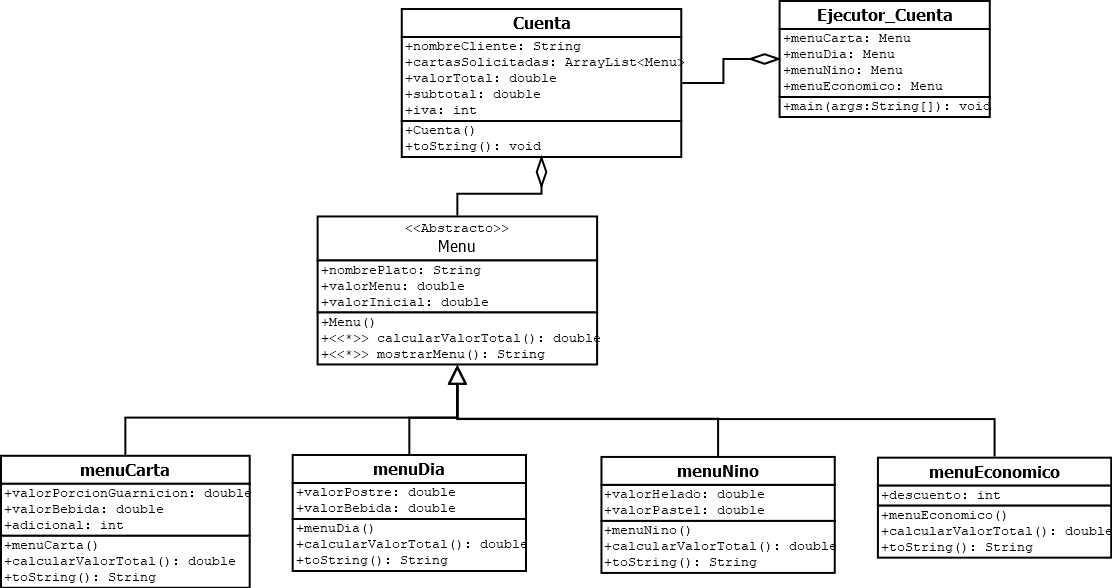 Cuenta
+nombreCliente: String
+cartasSolicitadas: ArrayList<Menu>
+valorTotal: double
+subtotal: double
+iva: int
+Cuenta()
+toString(): void
Ejecutor_Cuenta
+menuCarta: Menu
+menuDia: Menu
+menuNino: Menu
+menuEconomico: Menu
+main(args:String[]): void
<<Abstracto>>
Menu
+nombrePlato: String
+valorMenu: double
+valorInicial: double
+Menu()
+<<*>> calcularValorTotal(): double
+<<*>> mostrarMenu(): String
menuCarta
+valorPorcionGuarnicion: double
+valorBebida: double
+adicional: int
+menuCarta()
+calcularValorTotal(): double
+toString(): String
menuDia
+valorPostre: double
+valorBebida: double
+menuDia()
+calcularValorTotal(): double
+toString(): String
menuNino
+valorHelado: double
+valorPastel: double
+menuNino()
+calcularValorTotal(): double
+toString(): String
menuEconomico
+descuento: int
+menuEconomico()
+calcularValorTotal(): double
+toString(): String